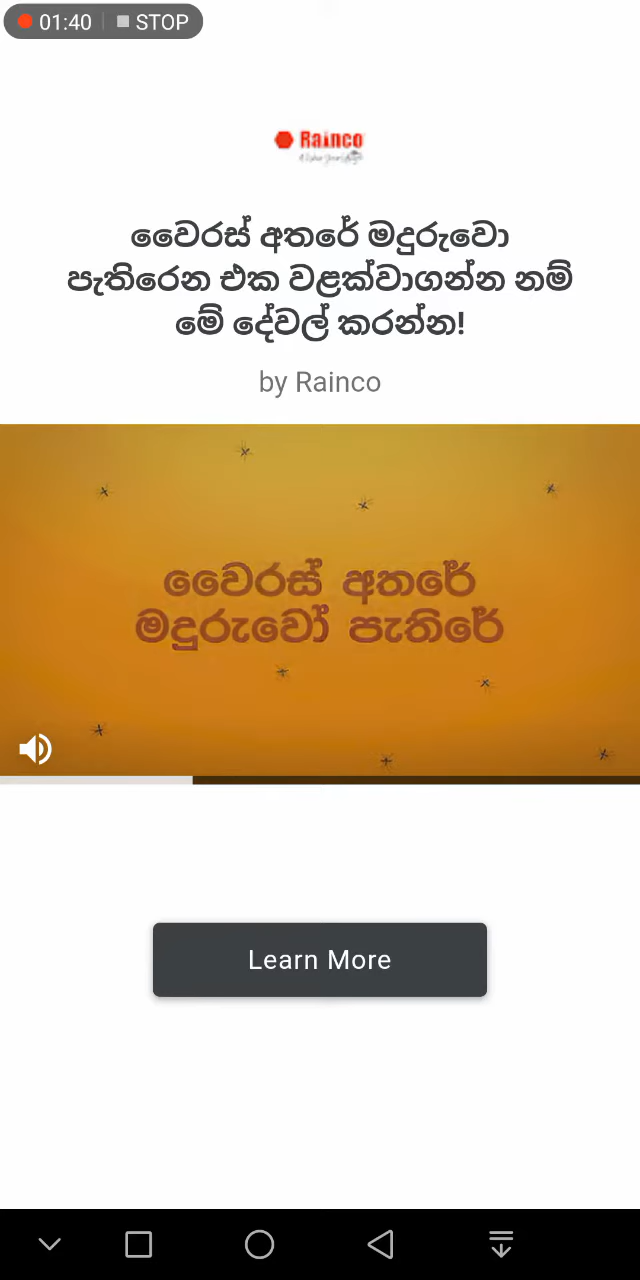 01:40 STOP
Rainco
වෛරස් අතරේ මදුරුවො
පැතිරෙන එක වළක්වාගන්න නම්
මේ දේවල් කරන්න!
by Rainco
වෛරස් අතරේ
මදුරුවෝ පැතිරේ
Learn More